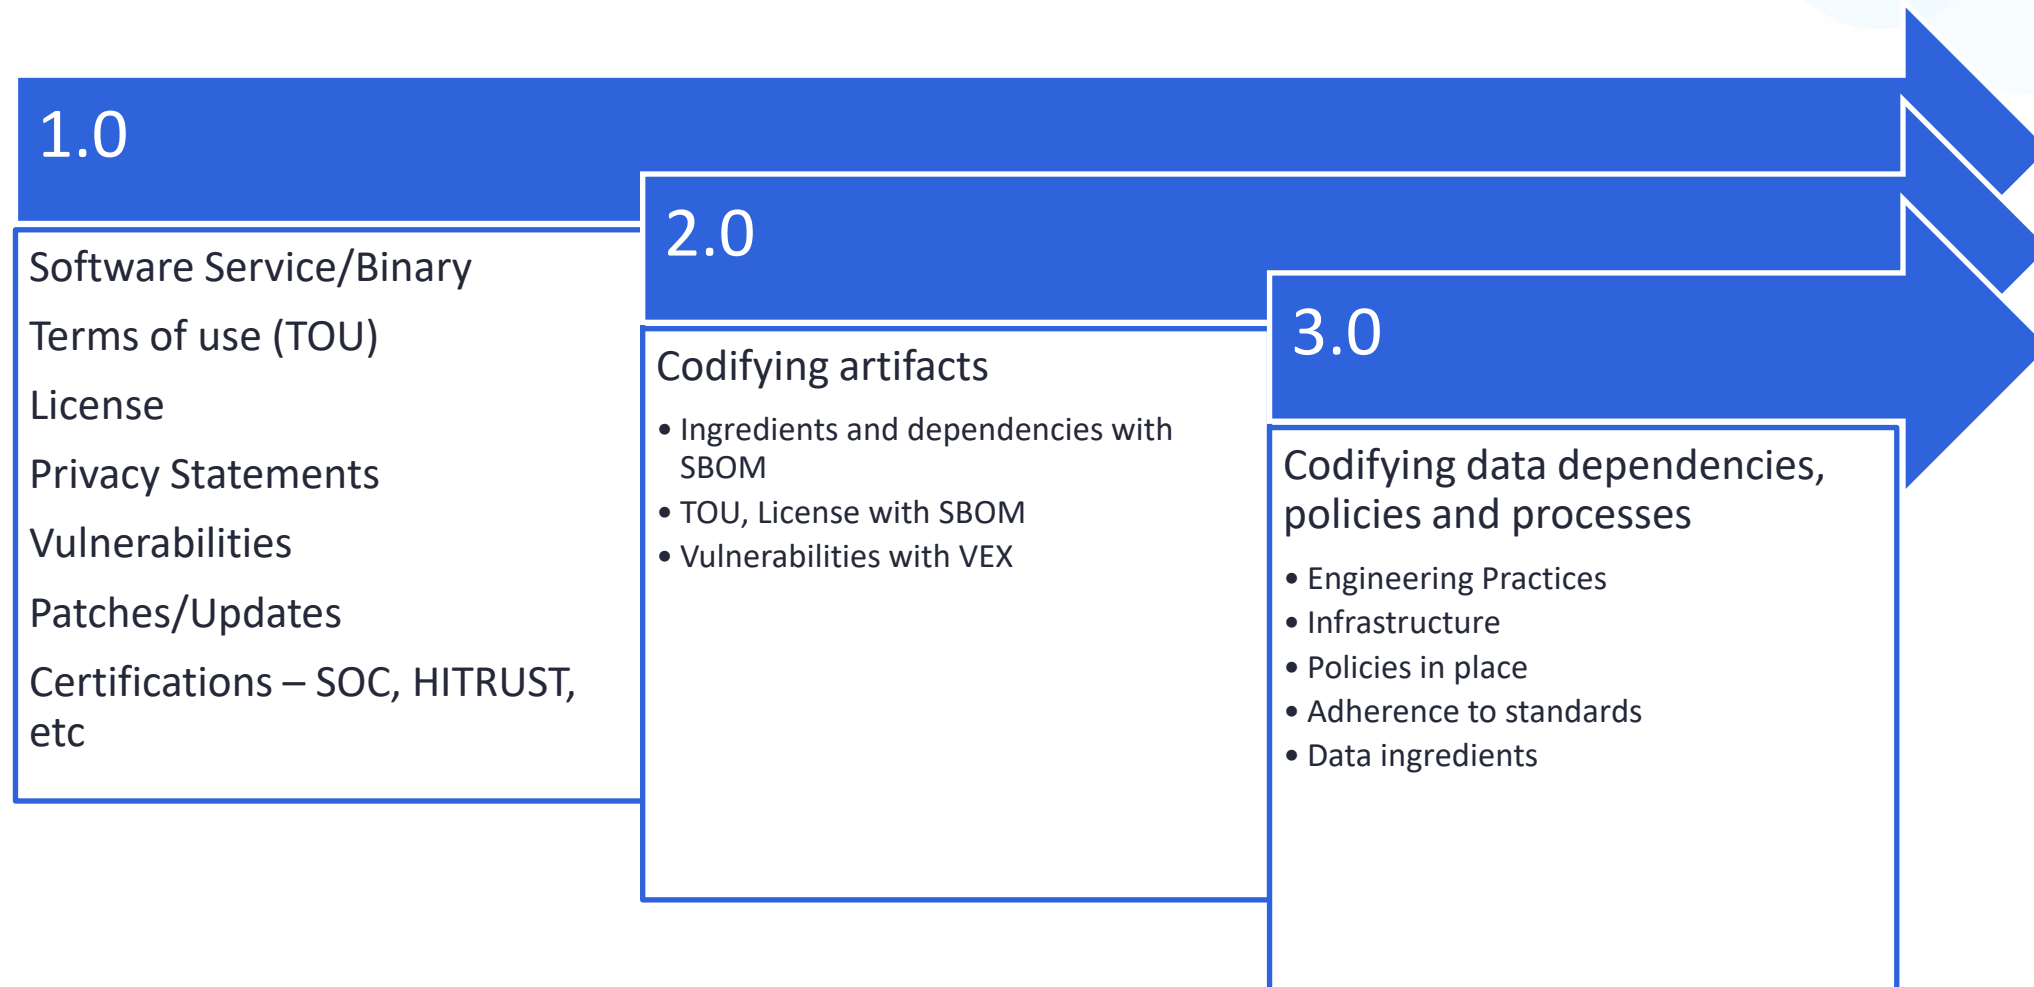 1.0
Software Service/Binary
Terms of use (TOU)
License
Privacy Statements
Vulnerabilities
Patches/Updates
Certifications – SOC, HITRUST,
etc
2.0
Codifying artifacts
• Ingredients and dependencies with
SBOM
• TOU, License with SBOM
• Vulnerabilities with VEX
3.0
Codifying data dependencies,
policies and processes
• Engineering Practices
• Infrastructure
• Policies in place
• Adherence to standards
• Data ingredients